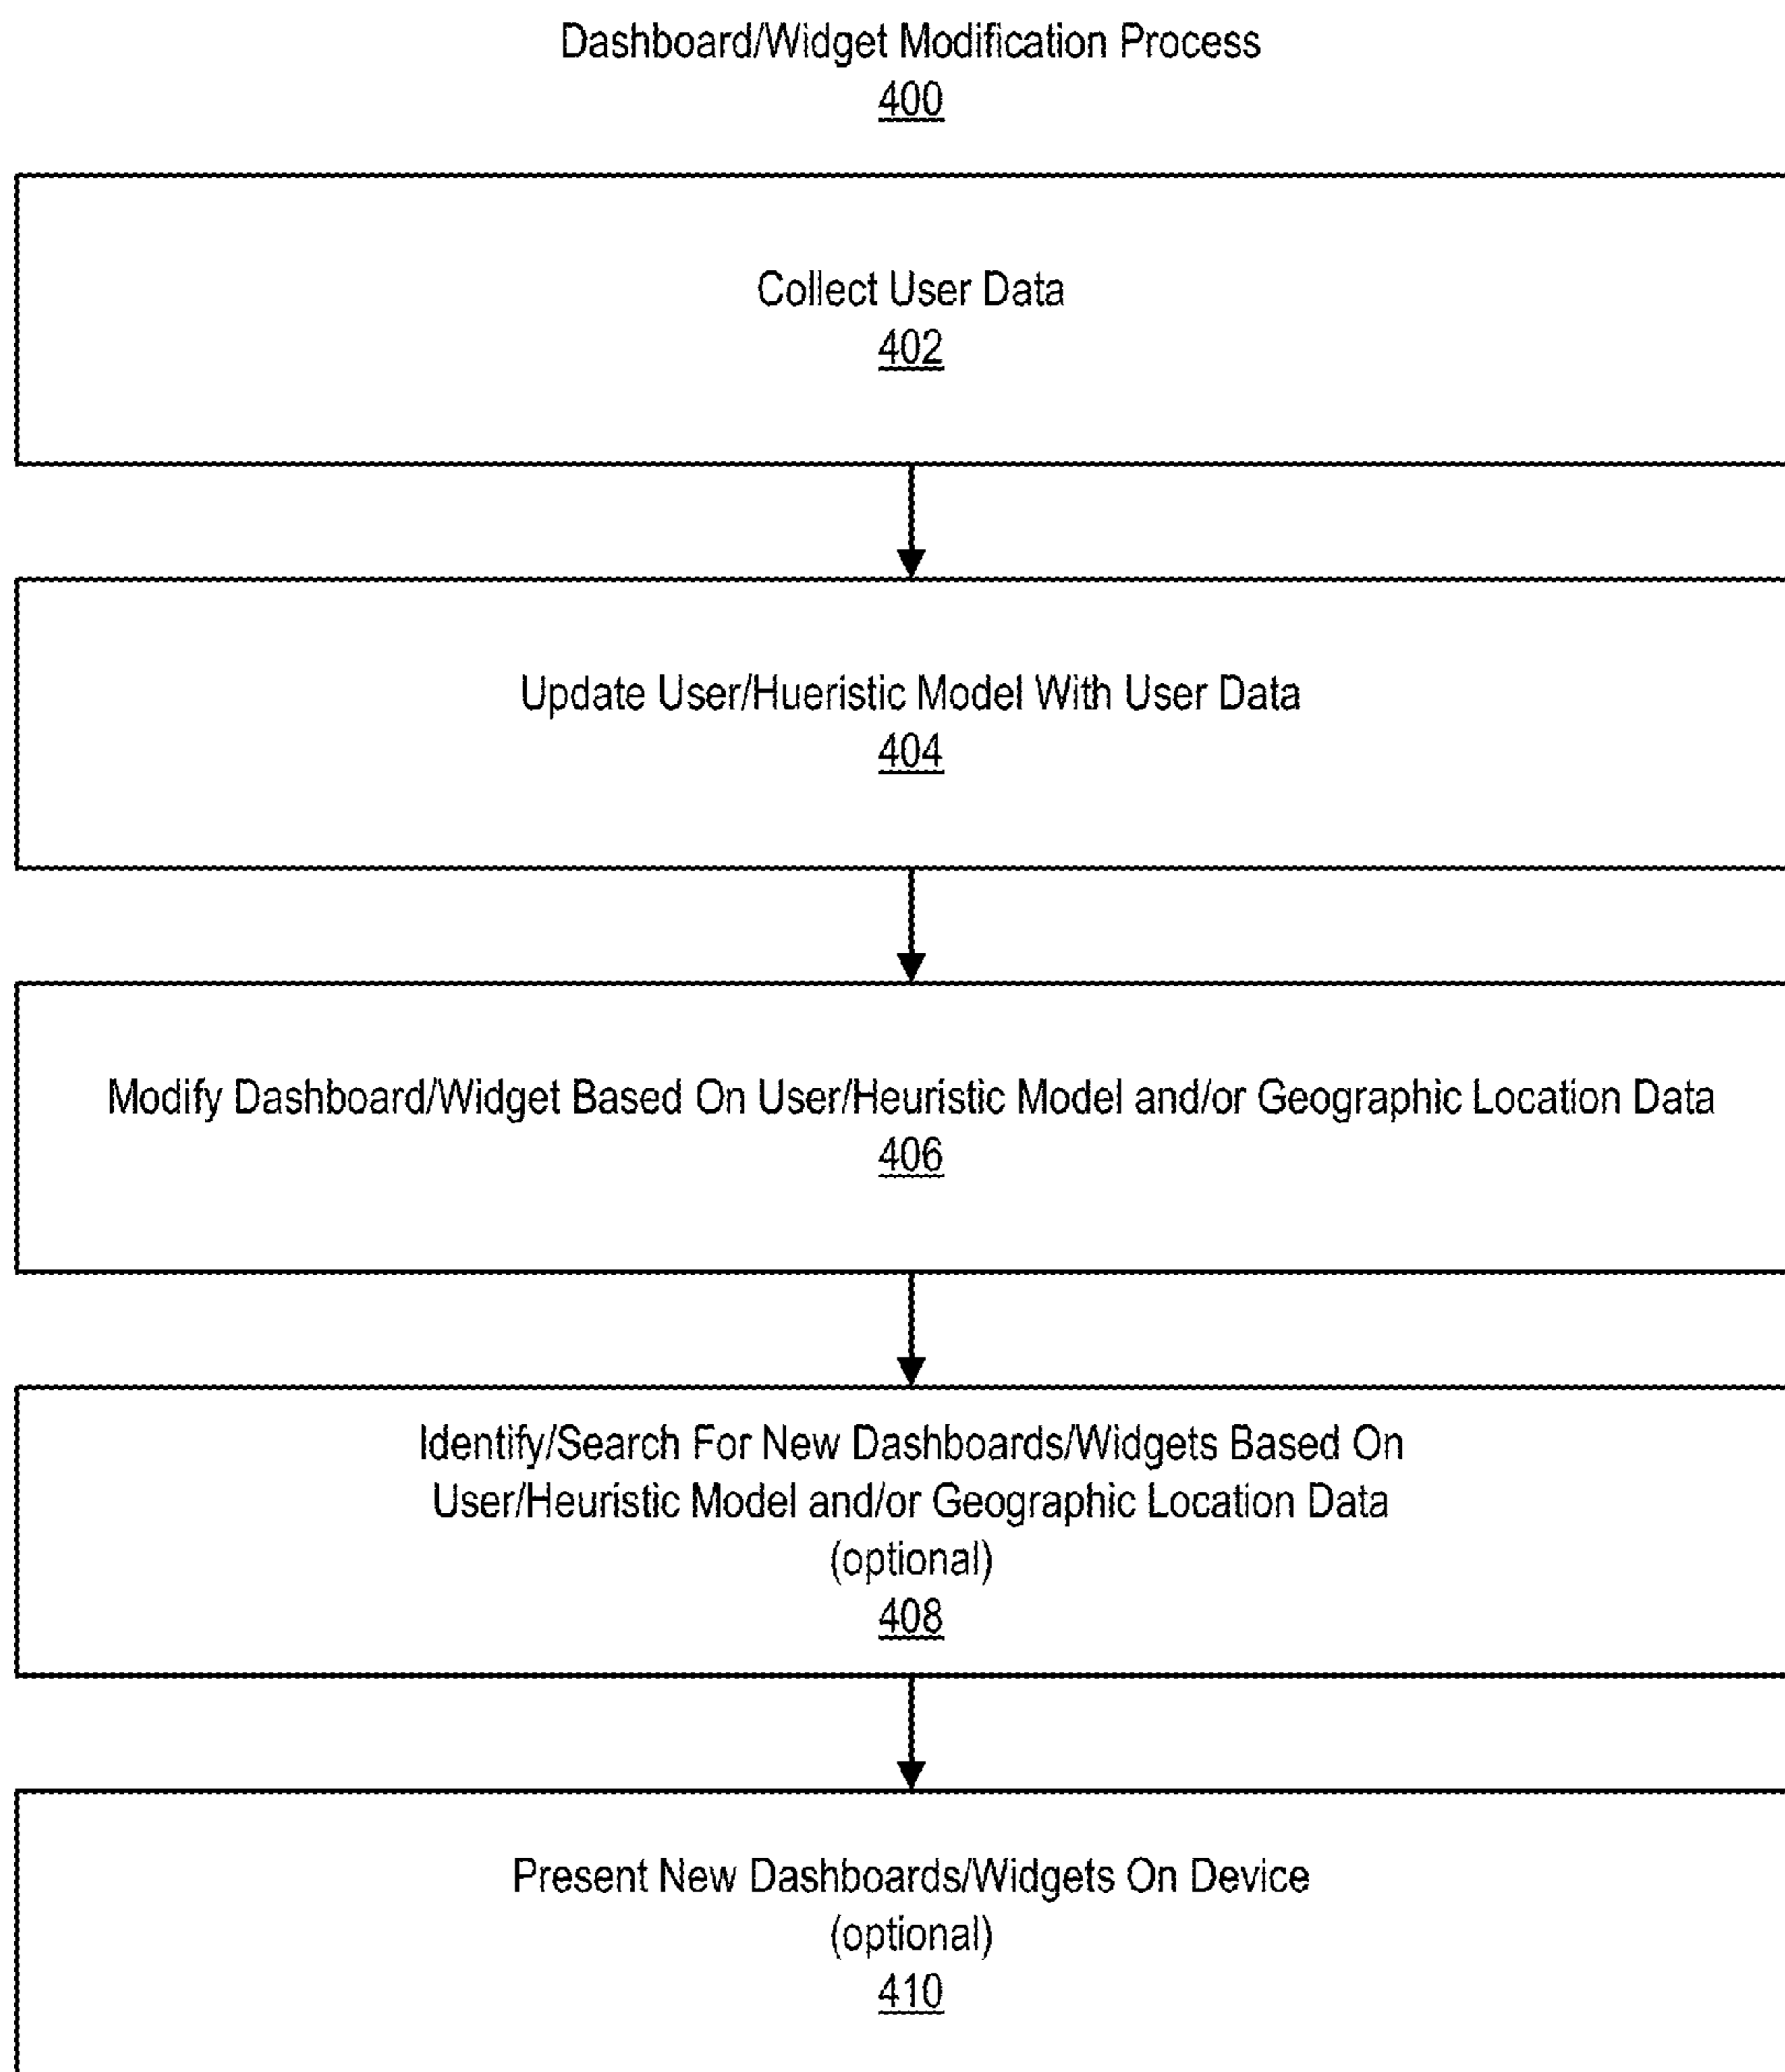 Dashboard/Widget Modification Process
400
Collect User Data
402
Update User/Hueristic Model With User Data
404
Modify Dashboard/Widget Based On User/Heuristic Model and/or Geographic Location Data
406
Identify/Search For New Dashboards/Widgets Based On
User/Heuristic Model and/or Geographic Location Data
(optional)
408
Present New Dashboards/Widgets On Device
(optional)
410